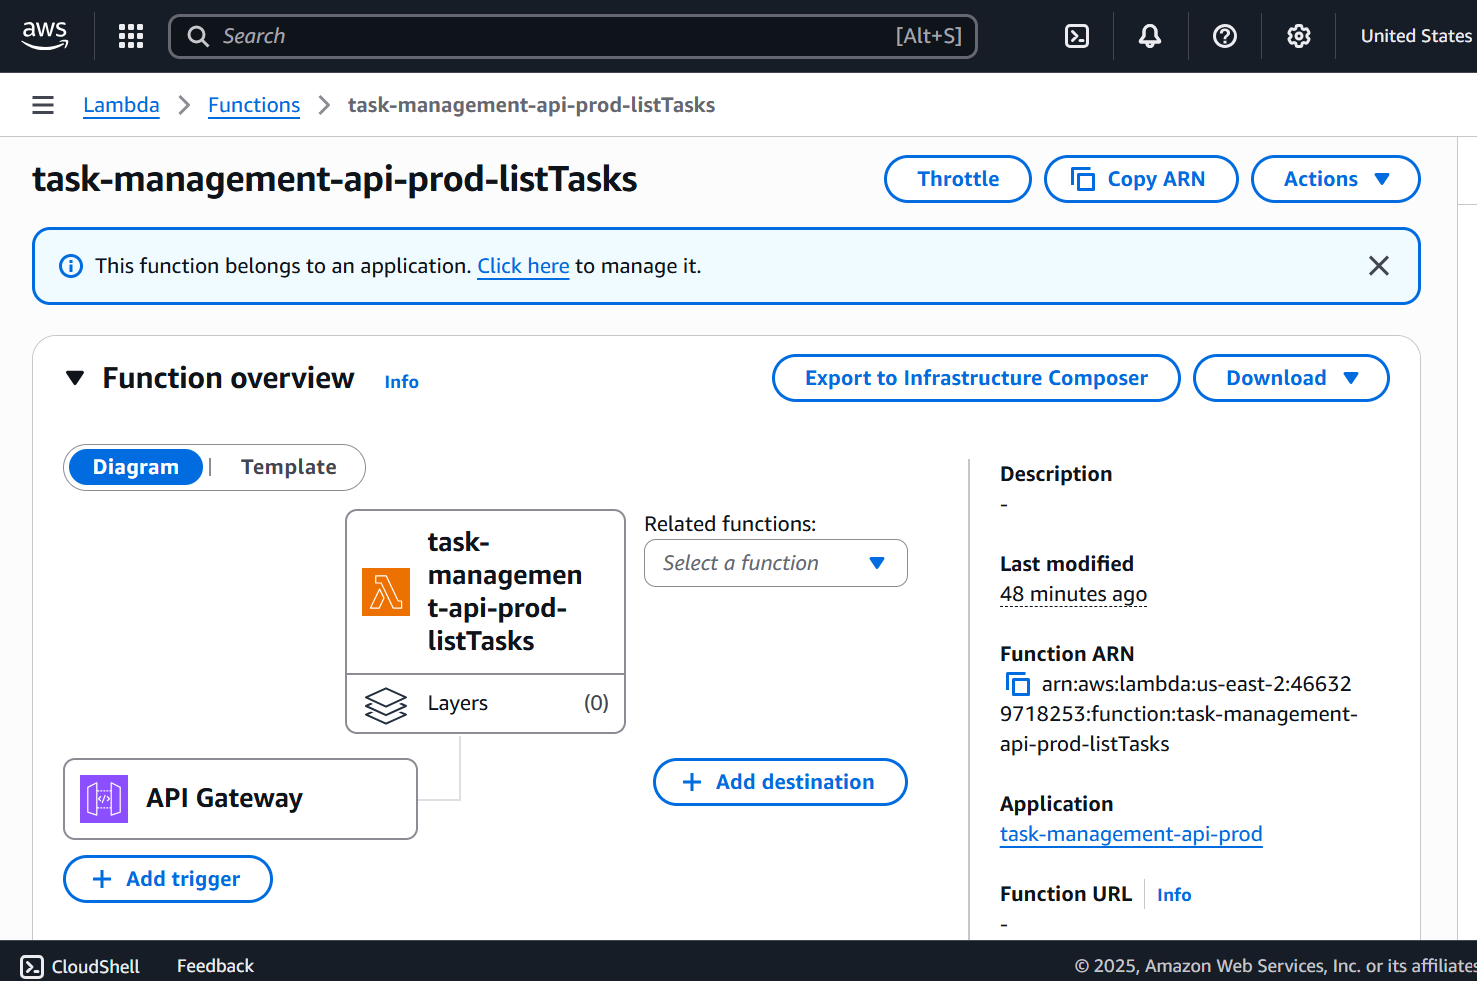 aws
Search
[Alt+S]
United States
Lambda
Functions
task-management-api-prod-listTasks
task-management-api-prod-listTasks
Throttle
Copy ARN
Actions
This function belongs to an application. Click here to manage it.
Function overview
Info
Export to Infrastructure Composer
Download
Diagram
Template
task-
managemen
t-api-prod-
listTasks
Layers
(0)
Related functions:
Select a function
API Gateway
Add destination
Add trigger
Description
-
Last modified
48 minutes ago
Function ARN
arn:aws:lambda:us-east-2:46632
9718253:function:task-management-
api-prod-listTasks
Application
task-management-api-prod
Function URL
Info
-
CloudShell
Feedback
© 2025, Amazon Web Services, Inc. or its affiliates